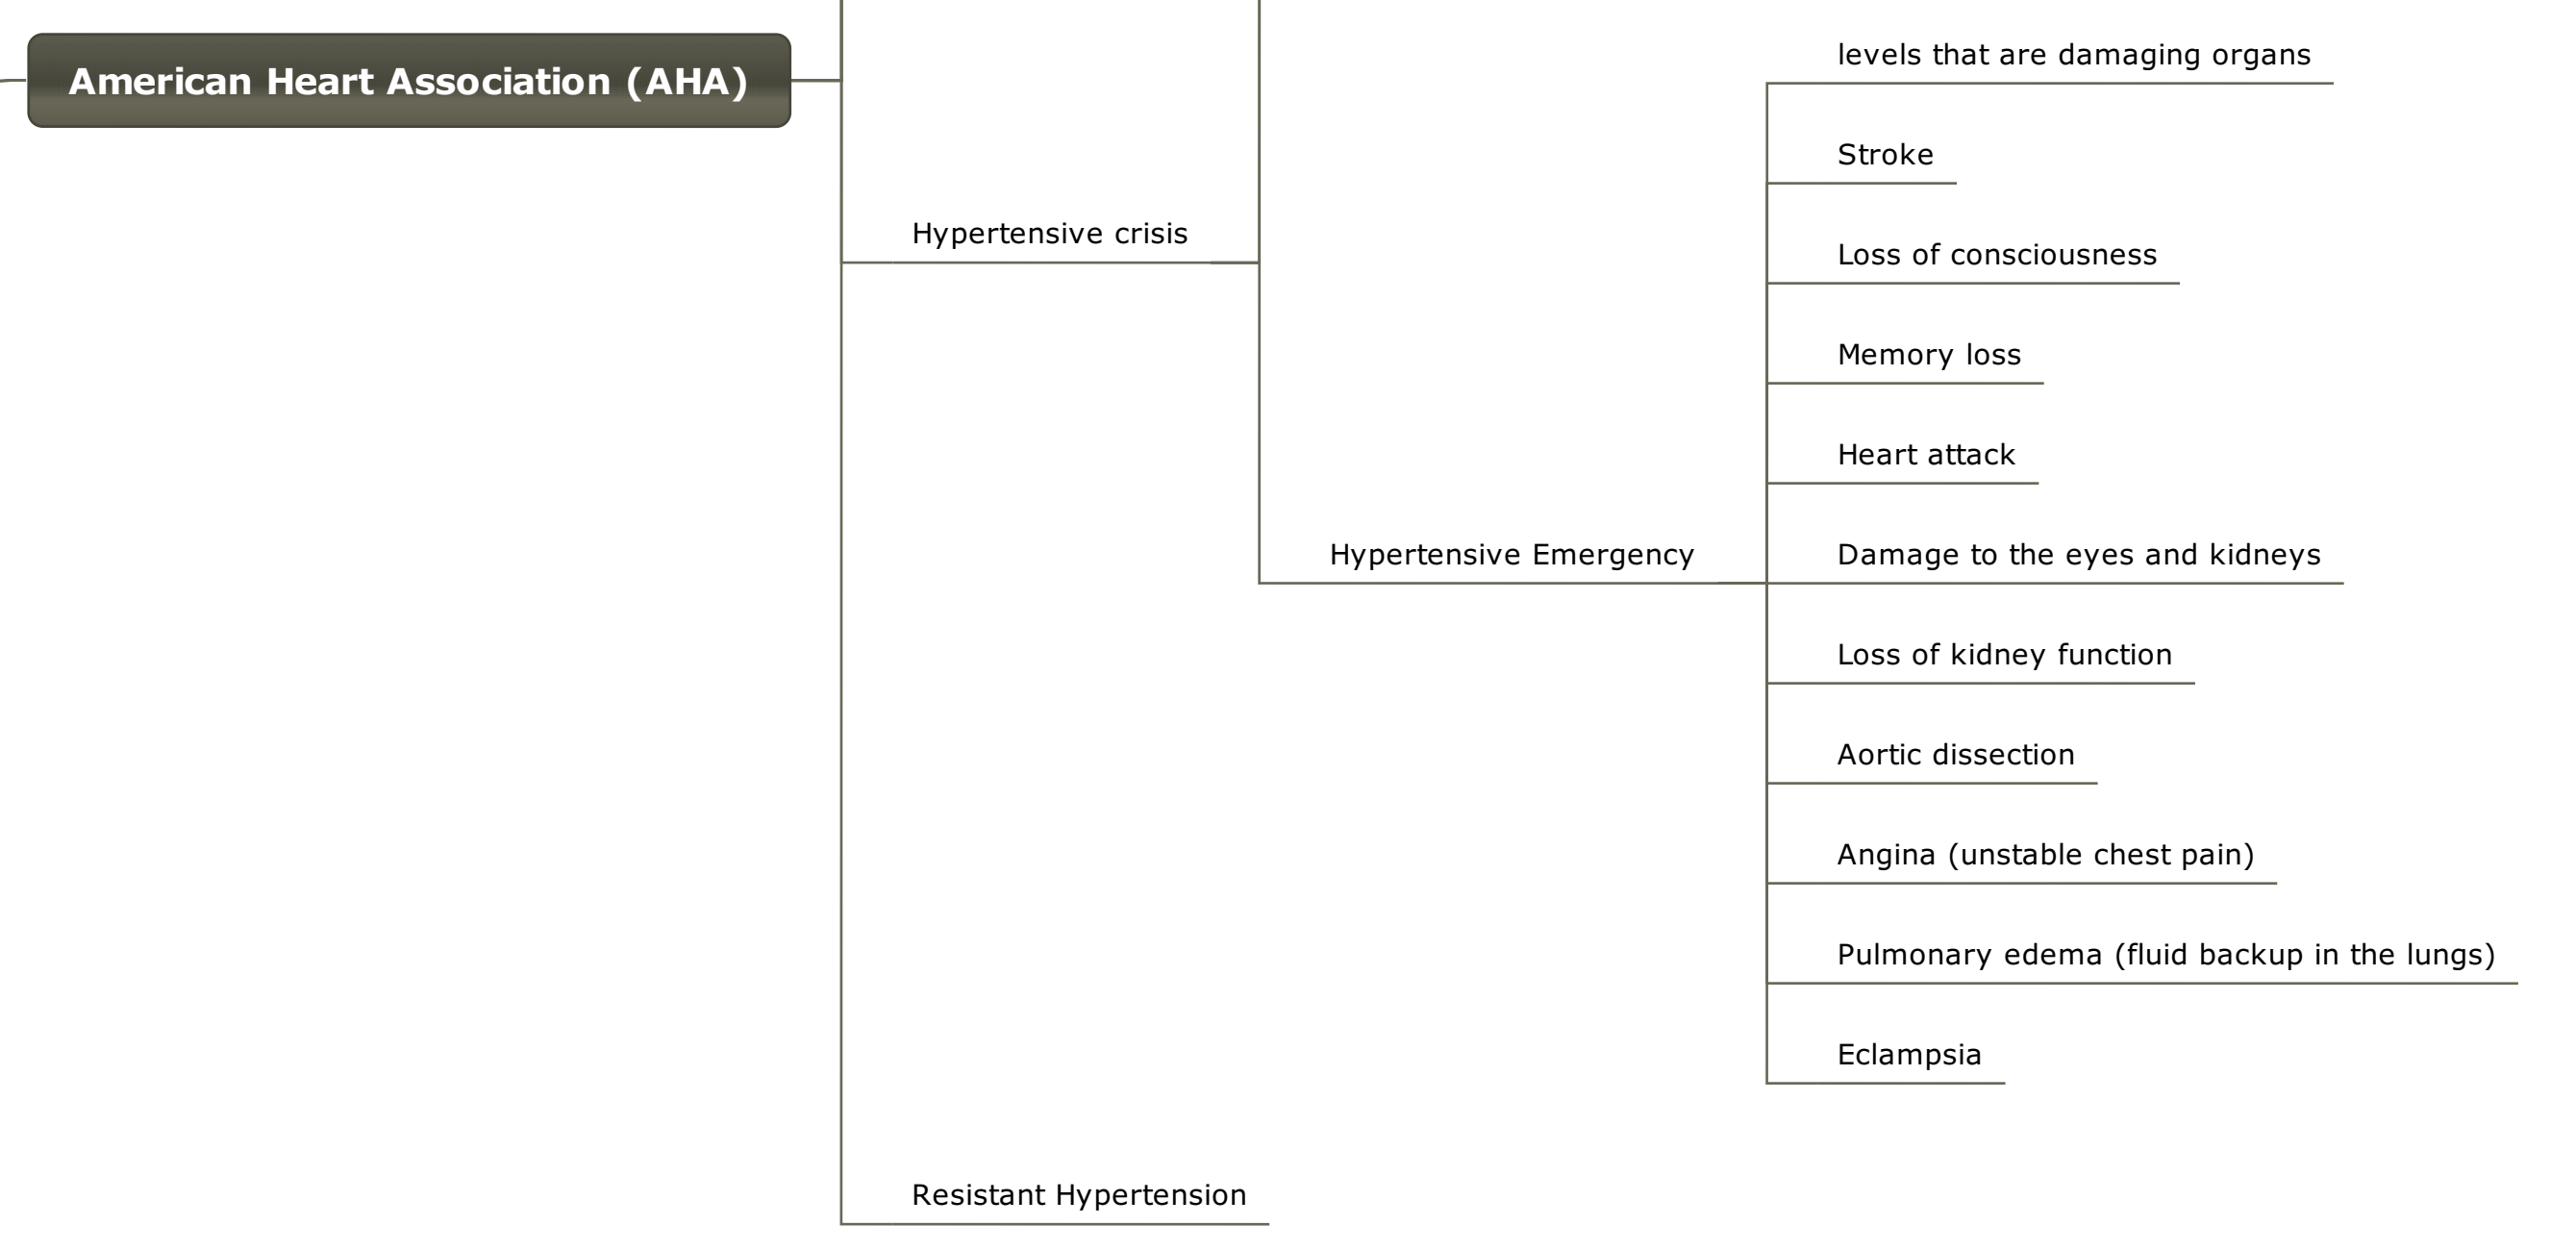 American Heart Association (AHA)
Hypertensive crisis
Hypertensive Emergency
levels that are damaging organs
Stroke
Loss of consciousness
Memory loss
Heart attack
Damage to the eyes and kidneys
Loss of kidney function
Aortic dissection
Angina (unstable chest pain)
Pulmonary edema (fluid backup in the lungs)
Eclampsia
Resistant Hypertension